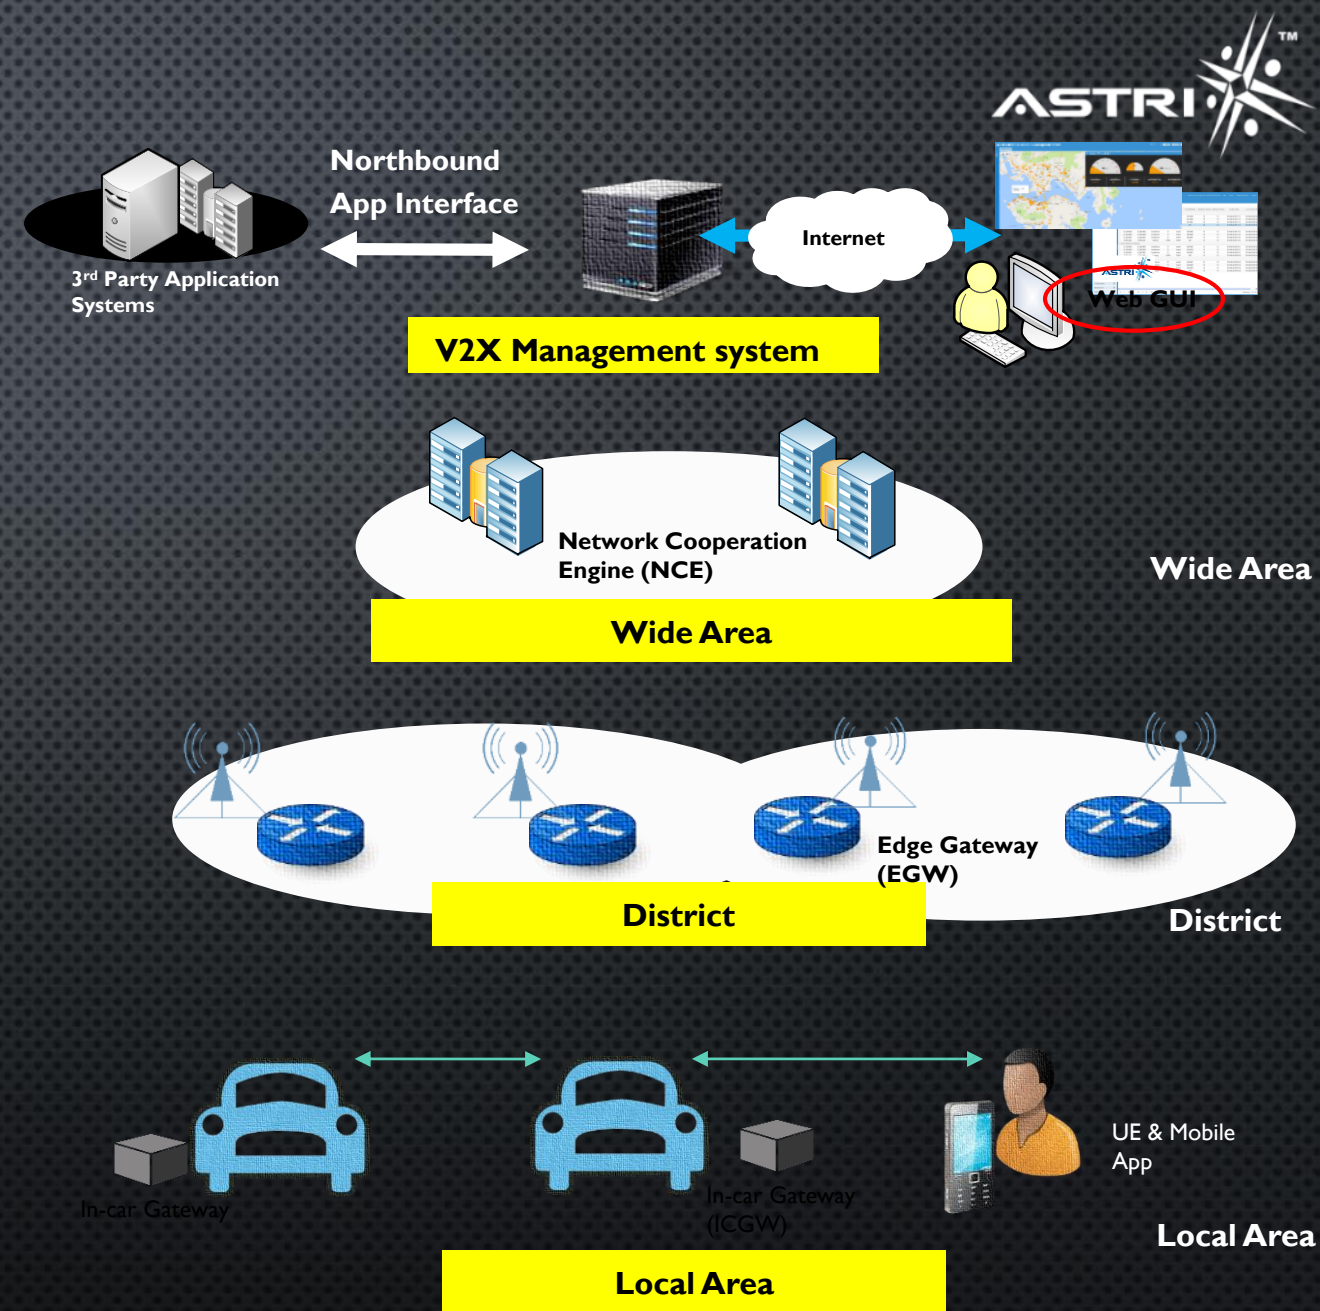 ASTRI
TM
Northbound
App Interface
Internet
3rd Party Application
Systems
ASTRI
Web GUI
V2X Management system
Network Cooperation
Engine (NCE)
Wide Area
Wide Area
Edge Gateway
(EGW)
District
District
UE & Mobile
App
In-car Gateway
In-car Gateway
(ICGW)
Local Area
Local Area